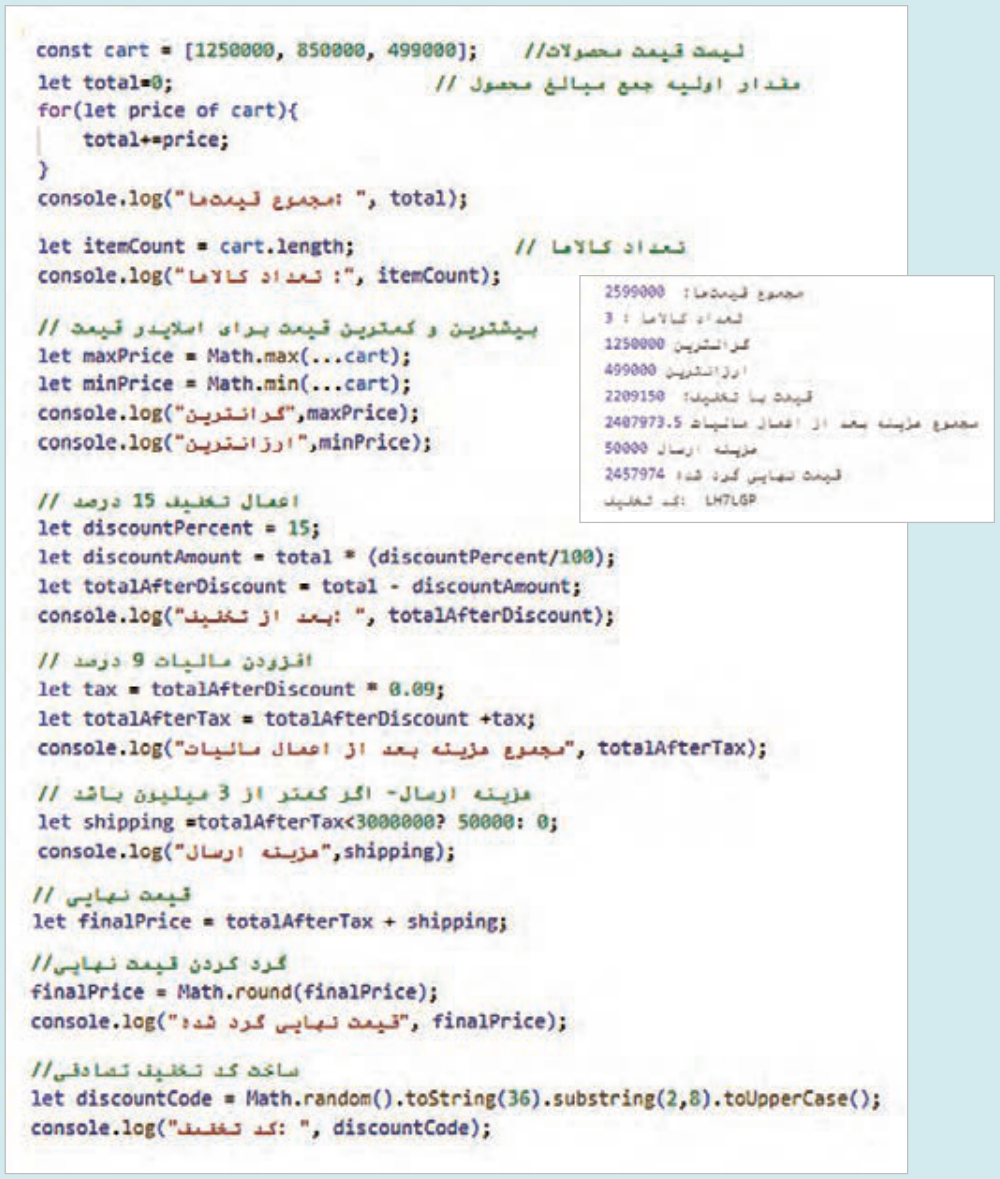 const cart = [1250000, 850000, 499000];    //لیست قیمت محصولات
let total=0;    // مقدار اولیه جمع مبالغ محصول
for(let price of cart){
    total+=price;
}
console.log("مجموع قیمت‌ها: ", total);
let itemCount = cart.length;    // تعداد کالاها
console.log("تعداد کالاها :", itemCount);
// بیشترین و کمترین قیمت برای اسلایدر قیمت
let maxPrice = Math.max(...cart);
let minPrice = Math.min(...cart);
console.log("گرانترین",maxPrice);
console.log("ارزانترین",minPrice);
// اعمال تخفیف 15 درصد
let discountPercent = 15;
let discountAmount = total * (discountPercent/100);
let totalAfterDiscount = total - discountAmount;
console.log("بعد از تخفیف: ", totalAfterDiscount);
// افزودن مالیات 9 درصد
let tax = totalAfterDiscount * 0.09;
let totalAfterTax = totalAfterDiscount +tax;
console.log("مجموع هزینه بعد از اعمال مالیات", totalAfterTax);
// هزینه ارسال- اگر کمتر از 3 میلیون باشد
let shipping =totalAfterTax<3000000? 50000: 0;
console.log("هزینه ارسال",shipping);
// قیمت نهایی
let finalPrice = totalAfterTax + shipping;
//گرد کردن قیمت نهایی
finalPrice = Math.round(finalPrice);
console.log("قیمت نهایی گرد شده", finalPrice);
//ساخت کد تخفیف تصادفی
let discountCode = Math.random().toString(36).substring(2,8).toUpperCase();
console.log("کد تخفیف: ", discountCode);
مجموع قیمت‌ها: 2599000
تعداد کالاها : 3
گرانترین 1250000
ارزانترین 499000
قیمت با تخفیف: 2209150
مجموع هزینه بعد از اعمال مالیات 2407973.5
هزینه ارسال 50000
قیمت نهایی گرد شده 2457974
کد تخفیف: LH7LGP